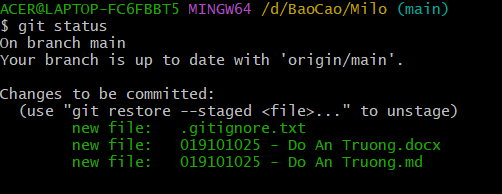 ACER@LAPTOP-FC6FBBT5 MINGW64 /d/BaoCao/Milo (main)
$ git status
On branch main
Your branch is up to date with 'origin/main'.
Changes to be committed:
(use "git restore --staged <file>..." to unstage)
new file: .gitignore.txt
new file: 019101025 - Do An Truong.docx
new file: 019101025 - Do An Truong.md